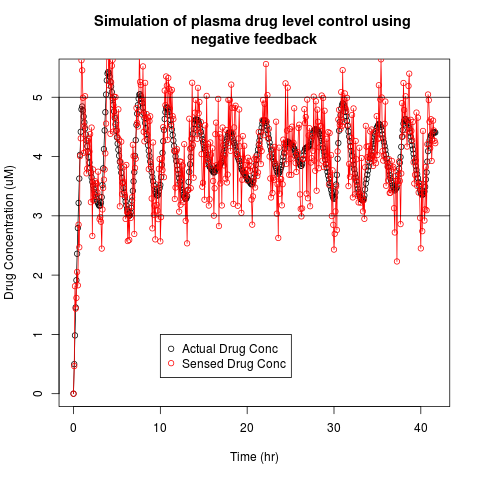 Simulation of plasma drug level control using
negative feedback
Drug Concentration (uM)
5
4
3
2
1
0
Actual Drug Conc
Sensed Drug Conc
0 10 20 30 40
Time (hr)